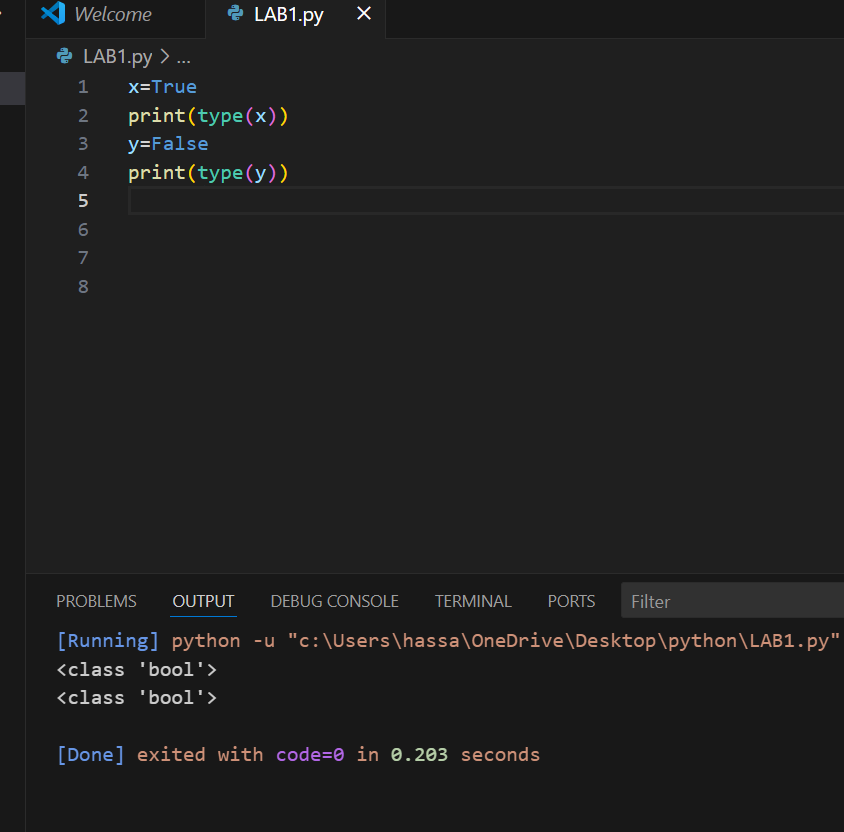 Welcome LAB1.py
LAB1.py > ...
1 x=True
2 print(type(x))
3 y=False
4 print(type(y))
5
6
7
8
PROBLEMS OUTPUT DEBUG CONSOLE TERMINAL PORTS Filter
[Running] python -u "c:\Users\hassa\OneDrive\Desktop\python\LAB1.py"
<class 'bool'>
<class 'bool'>
[Done] exited with code=0 in 0.203 seconds